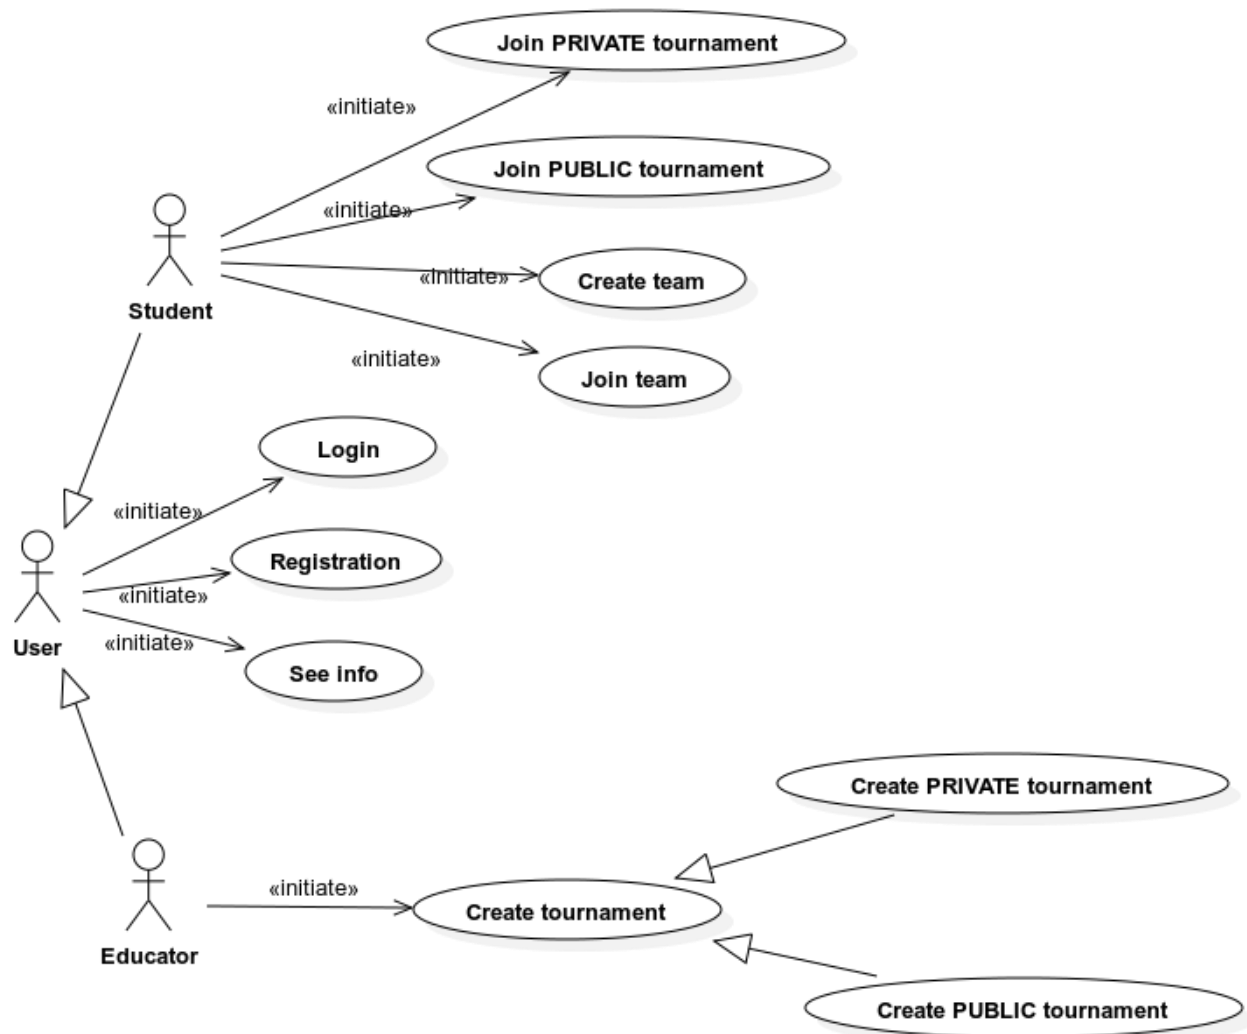 Join PRIVATE tournament
«initiate»
Join PUBLIC tournament
«initiate»
«initiate»
Create team
Student
«initiate»
Join team
Login
«initiate»
Registration
«initiate»
«initiate»
User
See info
Create PRIVATE tournament
«initiate»
Create tournament
Educator
Create PUBLIC tournament